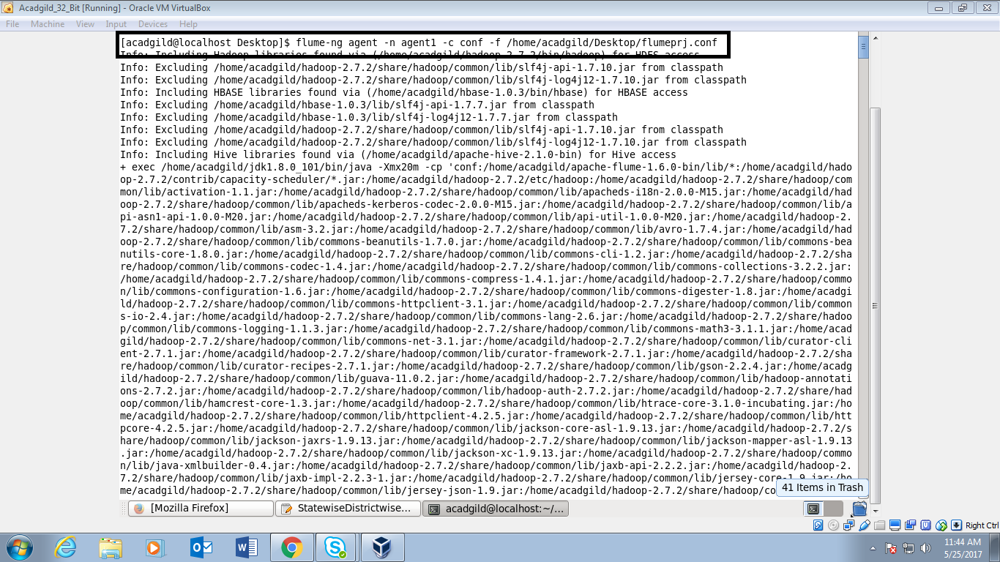 Acadgild_32_Bit [Running] - Oracle VM VirtualBox
File Machine View Input Devices Help
[acadgild@localhost Desktop]$ flume-ng agent -n agent1 -c conf -f /home/acadgild/Desktop/flumeprj.conf
Info: Including Hadoop libraries found via (/home/acadgild/hadoop-2.7.2/bin/hadoop) for HDFS access
Info: Excluding /home/acadgild/hadoop-2.7.2/share/hadoop/common/lib/slf4j-api-1.7.10.jar from classpath
Info: Excluding /home/acadgild/hadoop-2.7.2/share/hadoop/common/lib/slf4j-log4j12-1.7.10.jar from classpath
Info: Including HBASE libraries found via (/home/acadgild/hbase-1.0.3/bin/hbase) for HBASE access
Info: Excluding /home/acadgild/hbase-1.0.3/lib/slf4j-api-1.7.7.jar from classpath
Info: Excluding /home/acadgild/hbase-1.0.3/lib/slf4j-log4j12-1.7.7.jar from classpath
Info: Excluding /home/acadgild/hadoop-2.7.2/share/hadoop/common/lib/slf4j-api-1.7.10.jar from classpath
Info: Excluding /home/acadgild/hadoop-2.7.2/share/hadoop/common/lib/slf4j-log4j12-1.7.10.jar from classpath
Info: Including Hive libraries found via (/home/acadgild/apache-hive-2.1.0-bin) for Hive access
+ exec /home/acadgild/jdk1.8.0_101/bin/java -Xmx20m -cp 'conf:/home/acadgild/apache-flume-1.6.0-bin/lib/*:/home/acadgild/hado
op-2.7.2/contrib/capacity-scheduler/*.jar:/home/acadgild/hadoop-2.7.2/etc/hadoop:/home/acadgild/hadoop-2.7.2/share/hadoop/com
mon/lib/activation-1.1.jar:/home/acadgild/hadoop-2.7.2/share/hadoop/common/lib/apacheds-i18n-2.0.0-M15.jar:/home/acadgild/had
oop-2.7.2/share/hadoop/common/lib/apacheds-kerberos-codec-2.0.0-M15.jar:/home/acadgild/hadoop-2.7.2/share/hadoop/common/lib/a
pi-asn1-api-1.0.0-M20.jar:/home/acadgild/hadoop-2.7.2/share/hadoop/common/lib/api-util-1.0.0-M20.jar:/home/acadgild/hadoop-2.
7.2/share/hadoop/common/lib/asm-3.2.jar:/home/acadgild/hadoop-2.7.2/share/hadoop/common/lib/avro-1.7.4.jar:/home/acadgild/had
oop-2.7.2/share/hadoop/common/lib/commons-beanutils-1.7.0.jar:/home/acadgild/hadoop-2.7.2/share/hadoop/common/lib/commons-bea
nutils-core-1.8.0.jar:/home/acadgild/hadoop-2.7.2/share/hadoop/common/lib/commons-cli-1.2.jar:/home/acadgild/hadoop-2.7.2/sha
re/hadoop/common/lib/commons-codec-1.4.jar:/home/acadgild/hadoop-2.7.2/share/hadoop/common/lib/commons-collections-3.2.2.jar:
/home/acadgild/hadoop-2.7.2/share/hadoop/common/lib/commons-compress-1.4.1.jar:/home/acadgild/hadoop-2.7.2/share/hadoop/commo
n/lib/commons-configuration-1.6.jar:/home/acadgild/hadoop-2.7.2/share/hadoop/common/lib/commons-digester-1.8.jar:/home/acadgi
ld/hadoop-2.7.2/share/hadoop/common/lib/commons-httpclient-3.1.jar:/home/acadgild/hadoop-2.7.2/share/hadoop/common/lib/common
s-io-2.4.jar:/home/acadgild/hadoop-2.7.2/share/hadoop/common/lib/commons-lang-2.6.jar:/home/acadgild/hadoop-2.7.2/share/hadoo
p/common/lib/commons-logging-1.1.3.jar:/home/acadgild/hadoop-2.7.2/share/hadoop/common/lib/commons-math3-3.1.1.jar:/home/acad
gild/hadoop-2.7.2/share/hadoop/common/lib/commons-net-3.1.jar:/home/acadgild/hadoop-2.7.2/share/hadoop/common/lib/curator-cli
ent-2.7.1.jar:/home/acadgild/hadoop-2.7.2/share/hadoop/common/lib/curator-framework-2.7.1.jar:/home/acadgild/hadoop-2.7.2/sha
re/hadoop/common/lib/curator-recipes-2.7.1.jar:/home/acadgild/hadoop-2.7.2/share/hadoop/common/lib/gson-2.2.4.jar:/home/acadg
ild/hadoop-2.7.2/share/hadoop/common/lib/guava-11.0.2.jar:/home/acadgild/hadoop-2.7.2/share/hadoop/common/lib/hadoop-annotati
ons-2.7.2.jar:/home/acadgild/hadoop-2.7.2/share/hadoop/common/lib/hadoop-auth-2.7.2.jar:/home/acadgild/hadoop-2.7.2/share/had
oop/common/lib/hamcrest-core-1.3.jar:/home/acadgild/hadoop-2.7.2/share/hadoop/common/lib/htrace-core-3.1.0-incubating.jar:/ho
me/acadgild/hadoop-2.7.2/share/hadoop/common/lib/httpclient-4.2.5.jar:/home/acadgild/hadoop-2.7.2/share/hadoop/common/lib/htt
pcore-4.2.5.jar:/home/acadgild/hadoop-2.7.2/share/hadoop/common/lib/jackson-core-asl-1.9.13.jar:/home/acadgild/hadoop-2.7.2/s
hare/hadoop/common/lib/jackson-jaxrs-1.9.13.jar:/home/acadgild/hadoop-2.7.2/share/hadoop/common/lib/jackson-mapper-asl-1.9.13
.jar:/home/acadgild/hadoop-2.7.2/share/hadoop/common/lib/jackson-xc-1.9.13.jar:/home/acadgild/hadoop-2.7.2/share/hadoop/commo
n/lib/java-xmlbuilder-0.4.jar:/home/acadgild/hadoop-2.7.2/share/hadoop/common/lib/jaxb-api-2.2.2.jar:/home/acadgild/hadoop-2.
7.2/share/hadoop/common/lib/jaxb-impl-2.2.3-1.jar:/home/acadgild/hadoop-2.7.2/share/hadoop/common/lib/jersey-core-1.9.jar:/ho
me/acadgild/hadoop-2.7.2/share/hadoop/common/lib/jersey-json-1.9.jar:/home/acadgild/hadoop-2.7.2/share/hadoop/co
41 Items in Trash
[Mozilla Firefox] StatewiseDistrictwise... acadgild@localhost:~/...
Right Ctrl
11:44 AM
5/25/2017